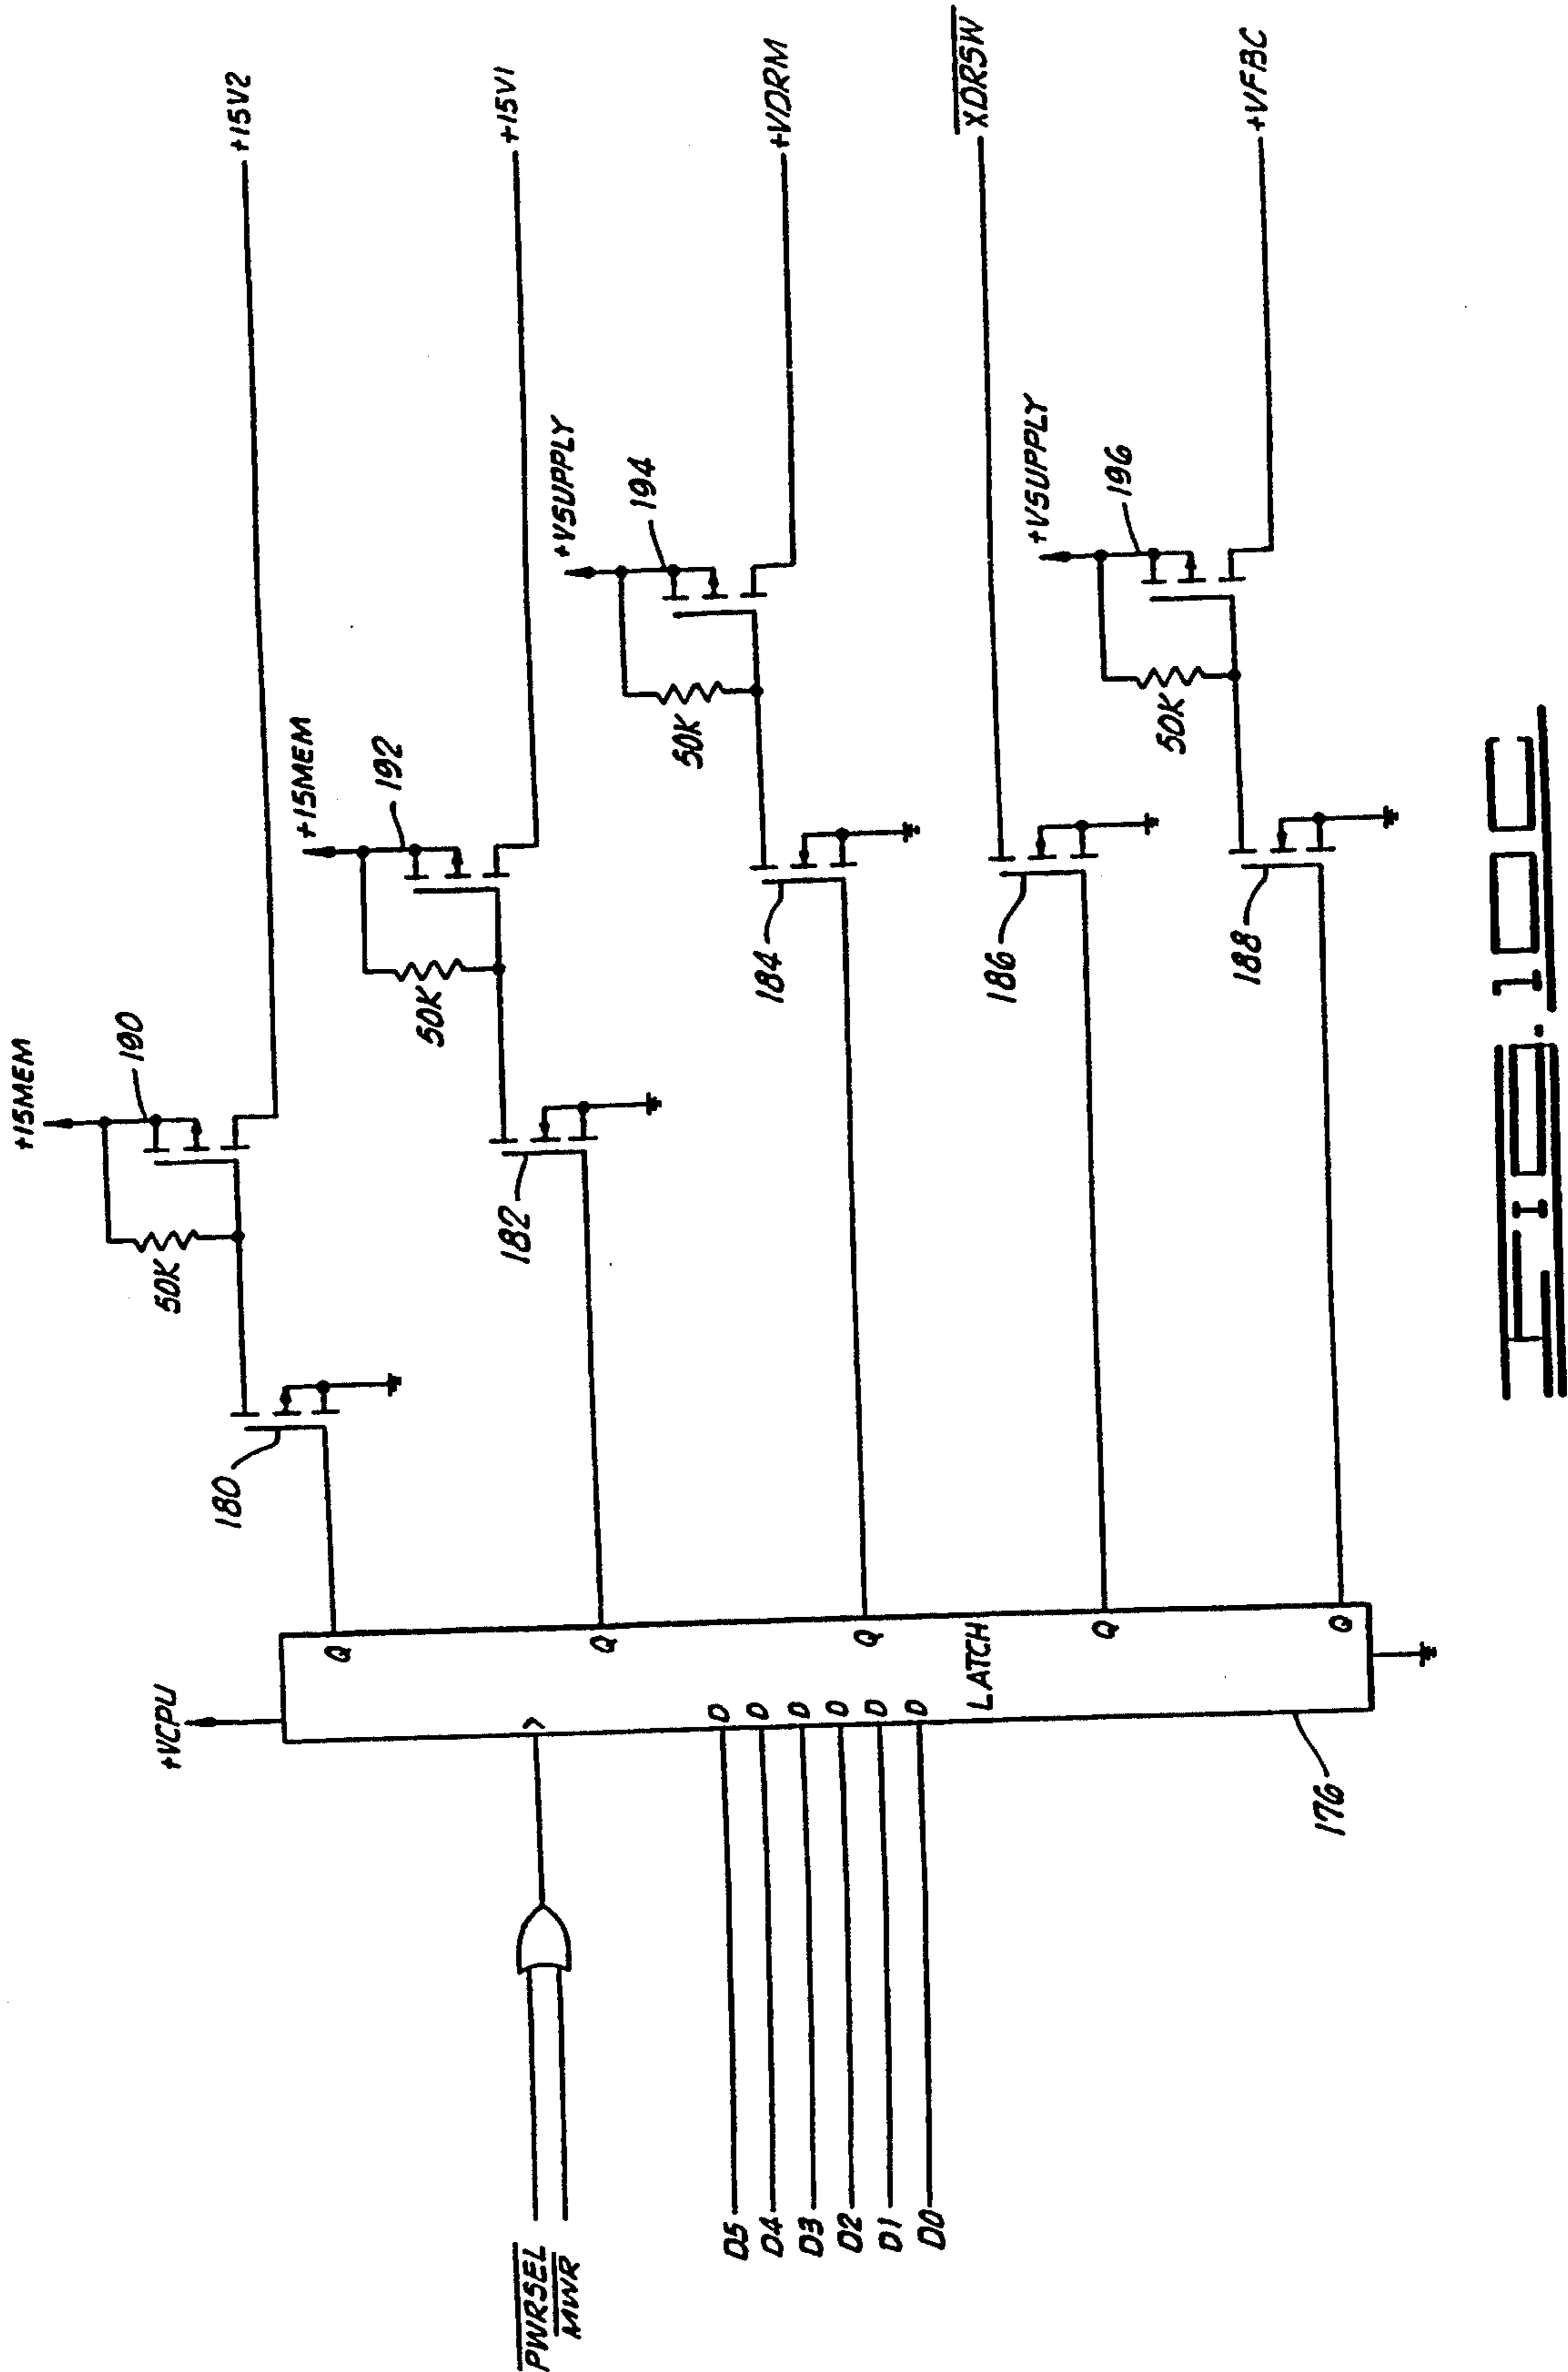 +15MEM
190
50K
180
+15V2
+VCPU
Q
+15MEM
192
50K
182
+15V1
PWRSEL
MWR
Q
+VSUPPLY
194
50K
184
+VDRM
D5
D4
D3
D2
D1
D0
D
D
D
D
D
D
Q
LATCH
186
XDRSW
Q
+VSUPPLY
196
50K
188
+VFBC
Q
176
FIG. 10C